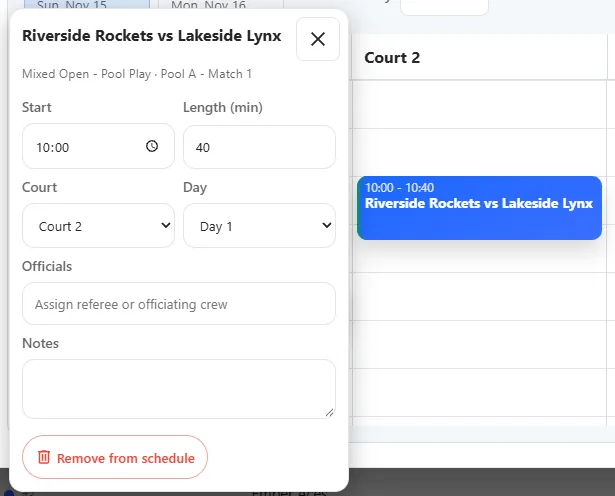 Sun, Nov 15
Mon, Nov 16
Riverside Rockets vs Lakeside Lynx
Mixed Open - Pool Play · Pool A - Match 1
Start
Length (min)
10:00
40
Court
Day
Court 2
Day 1
Officials
Assign referee or officiating crew
Notes
Remove from schedule
Court 2
10:00 - 10:40
Riverside Rockets vs Lakeside Lynx